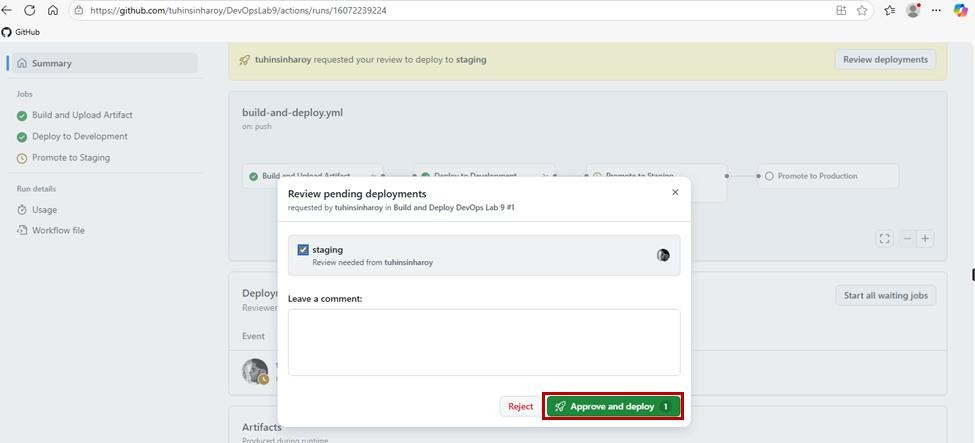 https://github.com/tuhinsinharoy/DevOpsLab9/actions/runs/16072239224
GitHub
Summary
Jobs
Build and Upload Artifact
Deploy to Development
Promote to Staging
Run details
Usage
Workflow file
tuhinsinharoy requested your review to deploy to staging
Review deployments
build-and-deploy.yml
on: push
Build and Upload Artifact
Deploy to Development
Promote to Staging
Promote to Production
Review pending deployments
requested by tuhinsinharoy in Build and Deploy DevOps Lab 9 #1
staging
Review needed from tuhinsinharoy
Leave a comment:
Reject
Approve and deploy 1
Start all waiting jobs
Event
Artifacts
Produced during runtime